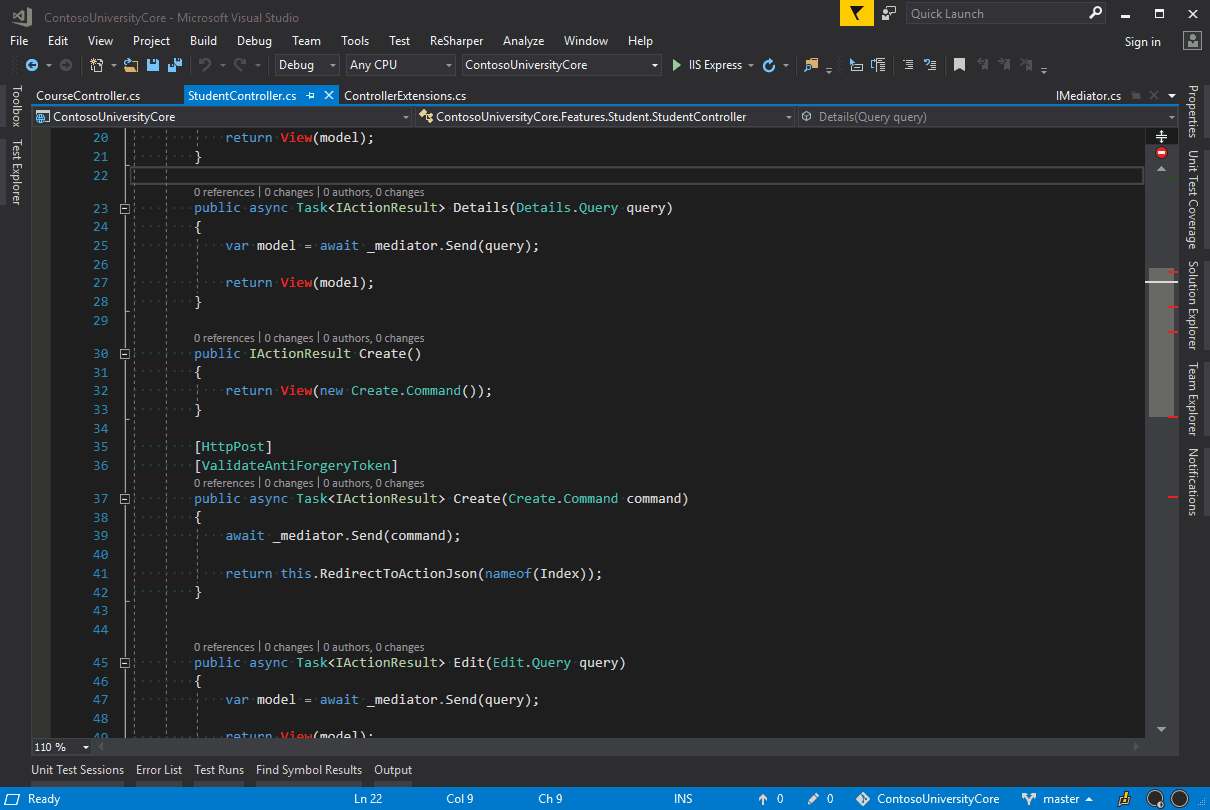 ContosoUniversityCore - Microsoft Visual Studio
Quick Launch
File Edit View Project Build Debug Team Tools Test ReSharper Analyze Window Help
Sign in
Debug Any CPU ContosoUniversityCore IIS Express
CourseController.cs StudentController.cs ControllerExtensions.cs IMediator.cs
ContosoUniversityCore ContosoUniversityCore.Features.Student.StudentController Details(Query query)
Toolbox
Test Explorer
20 return View(model);
21 }
22
0 references | 0 changes | 0 authors, 0 changes
23 public async Task<IActionResult> Details(Details.Query query)
24 {
25 var model = await _mediator.Send(query);
26
27 return View(model);
28 }
29
0 references | 0 changes | 0 authors, 0 changes
30 public IActionResult Create()
31 {
32 return View(new Create.Command());
33 }
34
35 [HttpPost]
36 [ValidateAntiForgeryToken]
0 references | 0 changes | 0 authors, 0 changes
37 public async Task<IActionResult> Create(Create.Command command)
38 {
39 await _mediator.Send(command);
40
41 return this.RedirectToActionJson(nameof(Index));
42 }
43
44
0 references | 0 changes | 0 authors, 0 changes
45 public async Task<IActionResult> Edit(Edit.Query query)
46 {
47 var model = await _mediator.Send(query);
48
49 return View(model);
Properties
Unit Test Coverage
Solution Explorer
Team Explorer
Notifications
110 %
Unit Test Sessions Error List Test Runs Find Symbol Results Output
Ready Ln 22 Col 9 Ch 9 INS 0 0 ContosoUniversityCore master